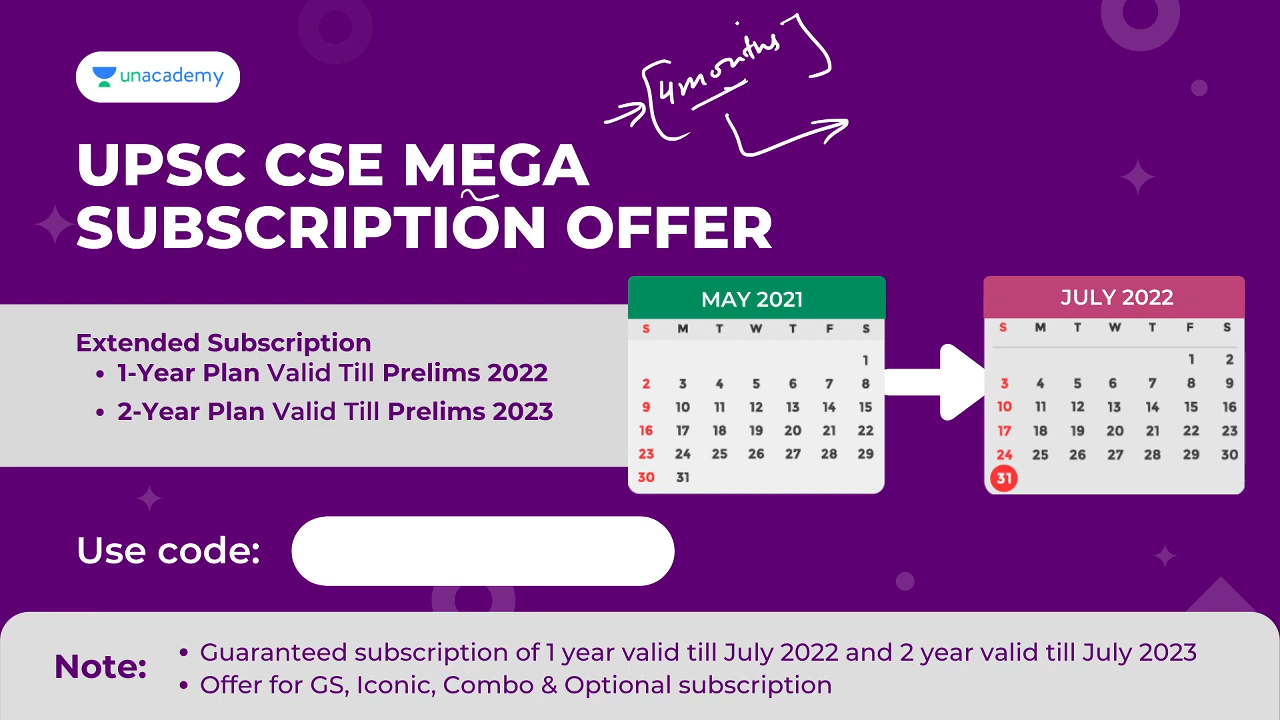 [4 months]
unacademy
UPSC CSE MEGA
SUBSCRIPTION OFFER
Extended Subscription
• 1-Year Plan Valid Till Prelims 2022
• 2-Year Plan Valid Till Prelims 2023
MAY 2021
S M T W T F S
1
2 3 4 5 6 7 8
9 10 11 12 13 14 15
16 17 18 19 20 21 22
23 24 25 26 27 28 29
30 31
JULY 2022
S M T W T F S
1 2
3 4 5 6 7 8 9
10 11 12 13 14 15 16
17 18 19 20 21 22 23
24 25 26 27 28 29 30
31
Use code:
Note:
• Guaranteed subscription of 1 year valid till July 2022 and 2 year valid till July 2023
• Offer for GS, Iconic, Combo & Optional subscription